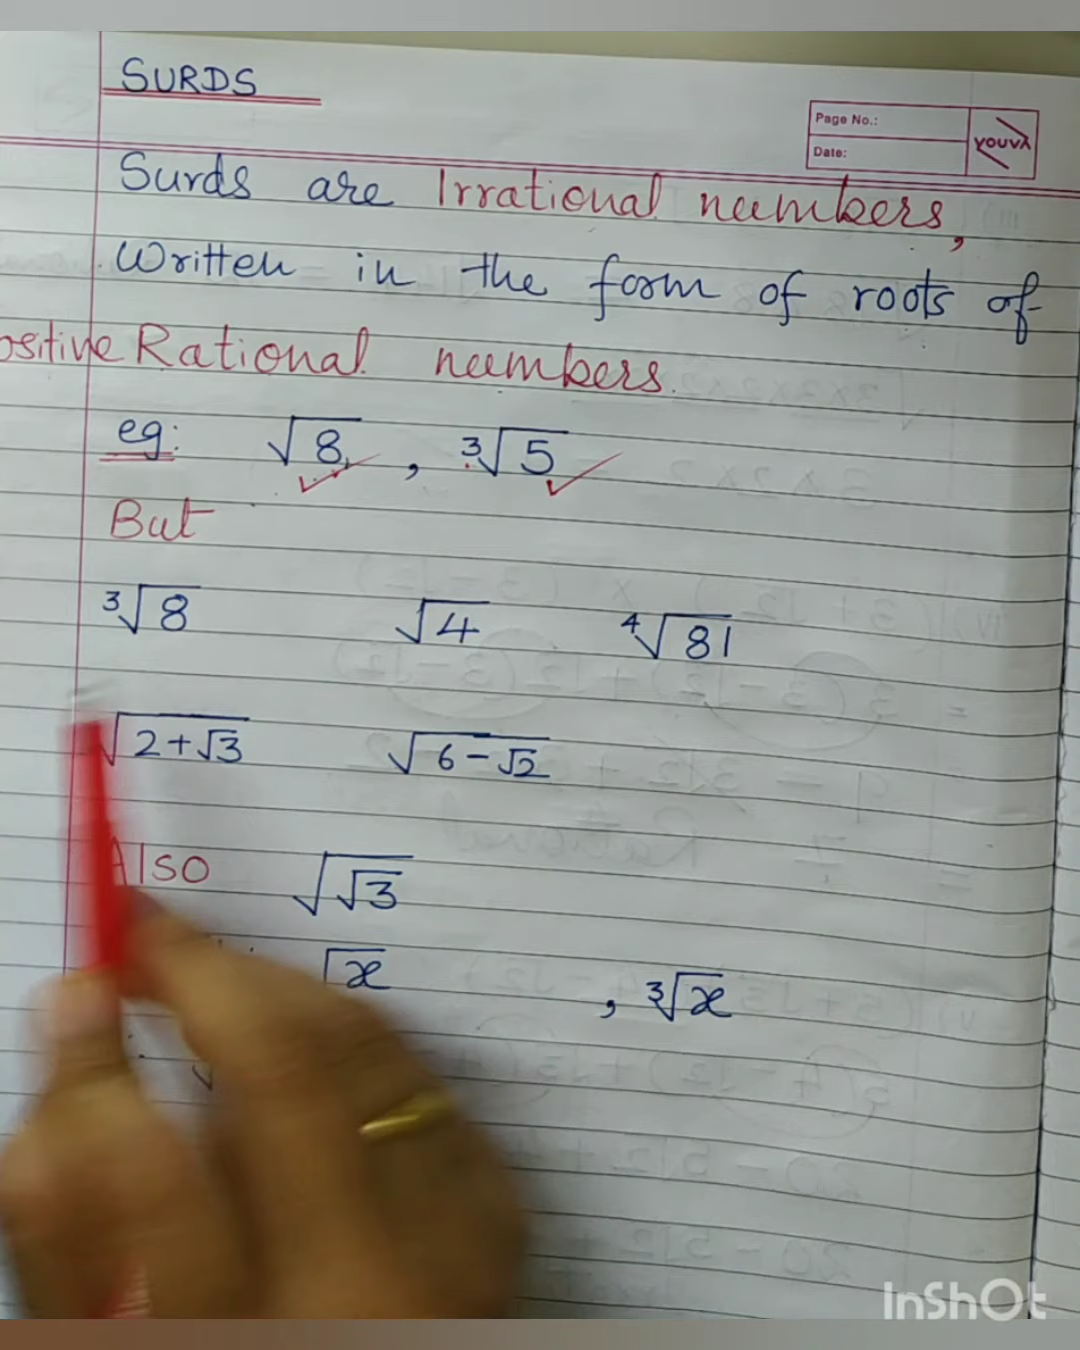 SURDS
Page No.:
Date:
YOUVA
Surds are Irrational numbers,
Written in the form of roots of
ositive Rational numbers.
eg: √8, ∛5
But
∛8 √4 ∜81
√(2+√3) √(6-√2)
Also √√3
√x , ∛x
InShOt